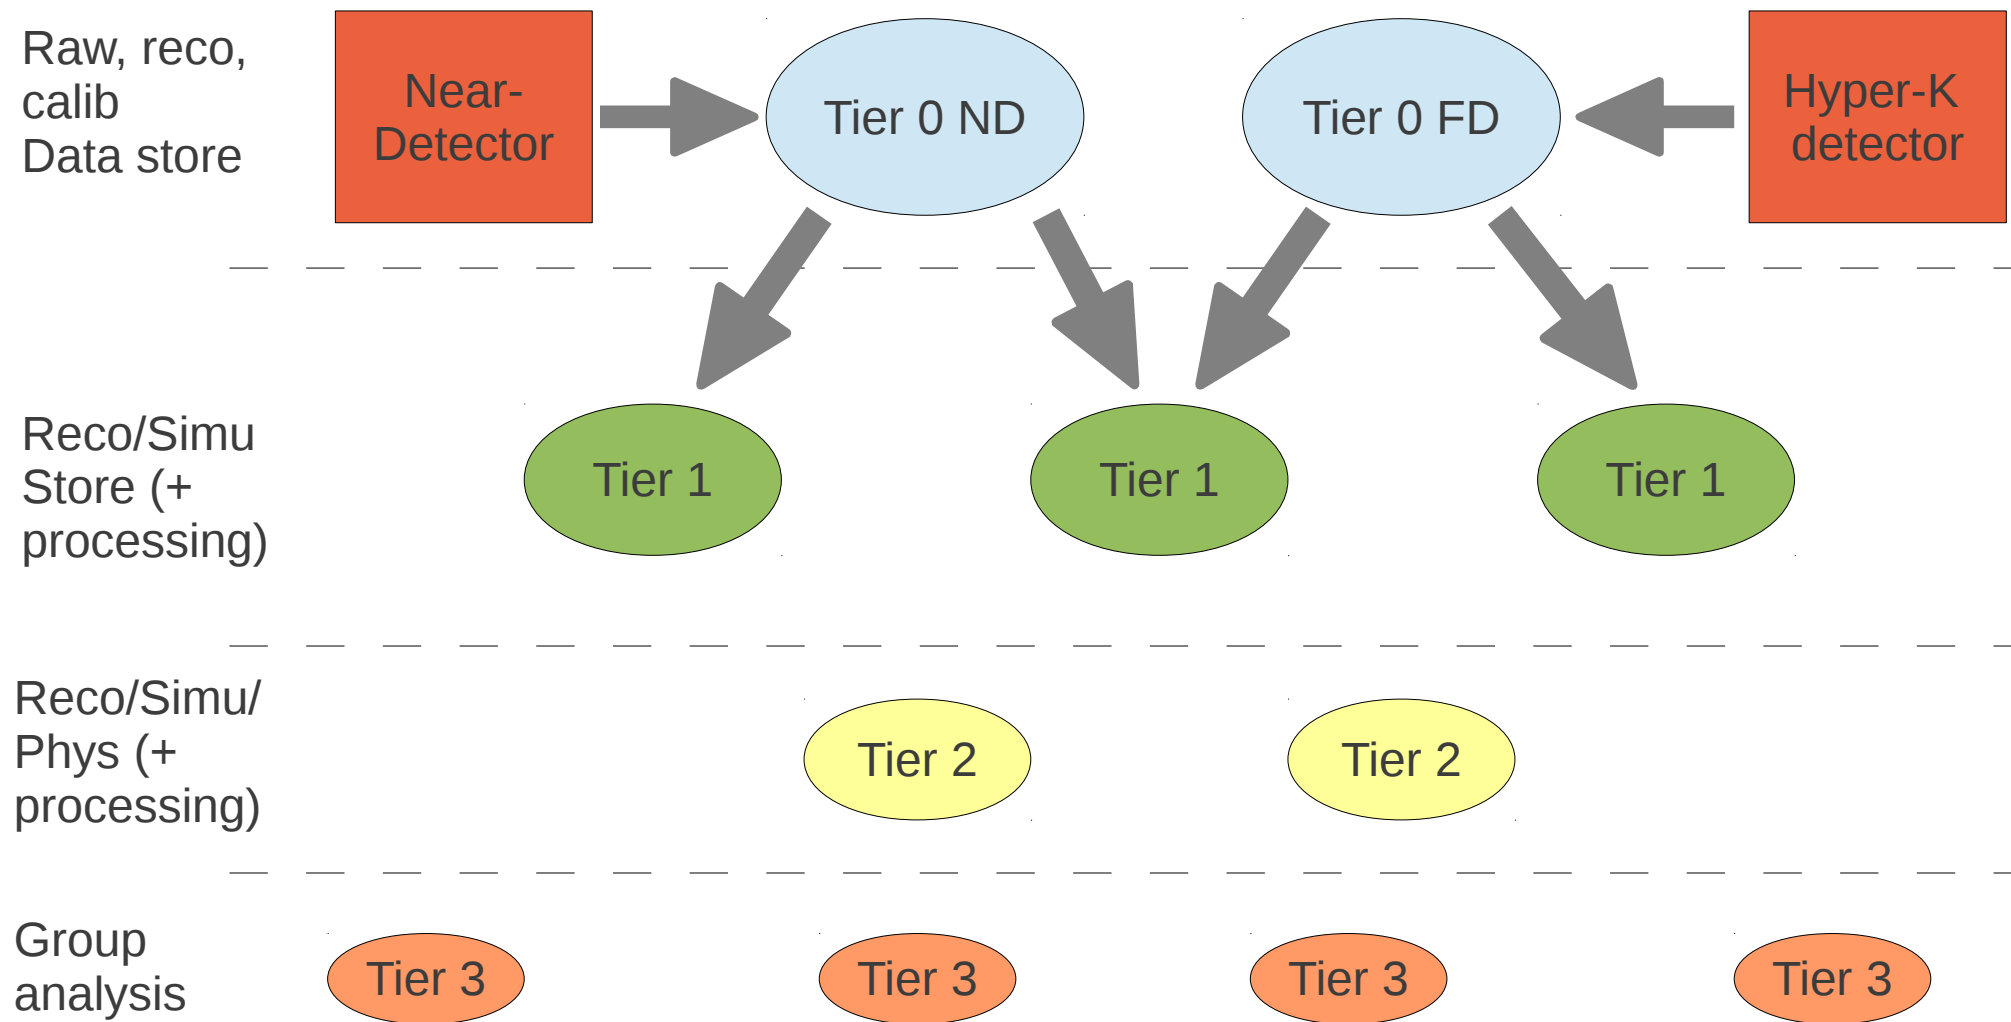 Raw, reco,
calib
Data store
Near-
Detector
Tier 0 ND
Tier 0 FD
Hyper-K
detector
Reco/Simu
Store (+
processing)
Tier 1
Tier 1
Tier 1
Reco/Simu/
Phys (+
processing)
Tier 2
Tier 2
Group
analysis
Tier 3
Tier 3
Tier 3
Tier 3